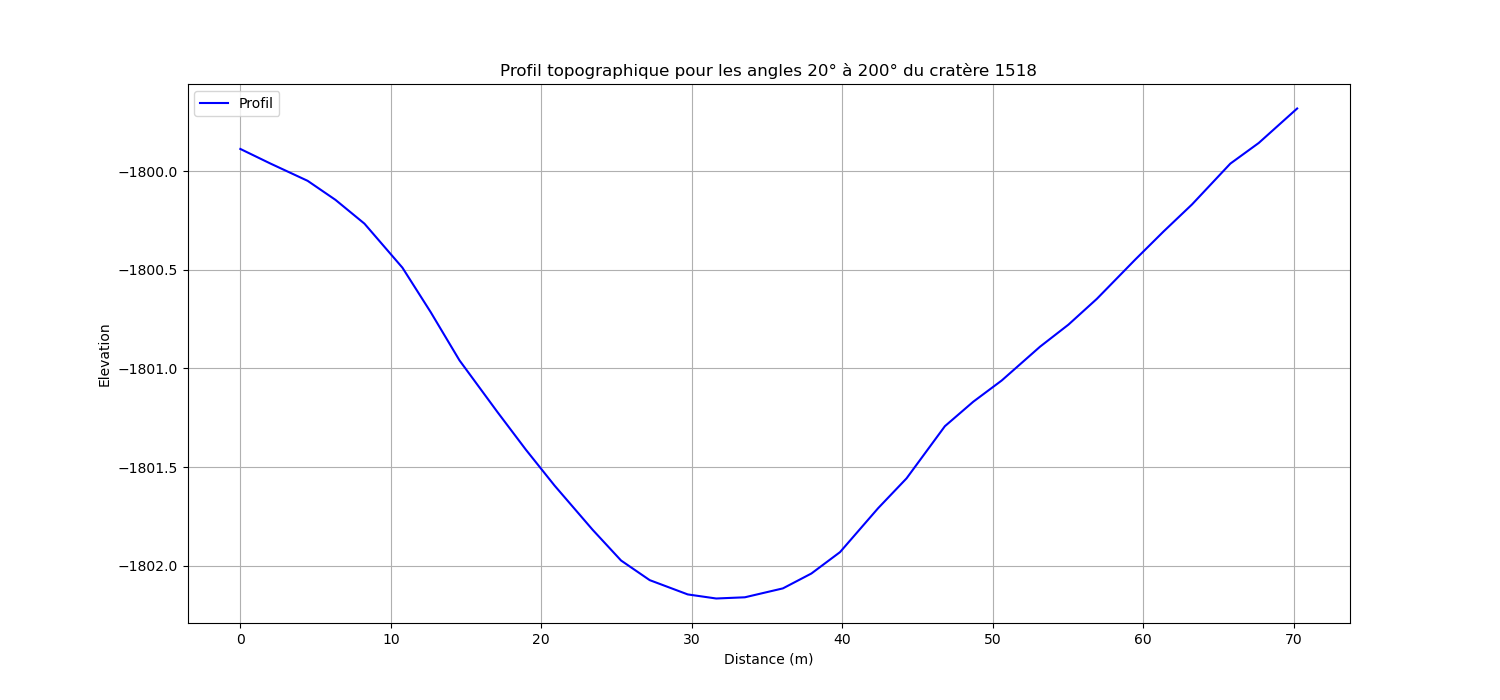 Profil topographique pour les angles 20° à 200° du cratère 1518
Profil
−1800.0
−1800.5
−1801.0
−1801.5
−1802.0
Elevation
0 10 20 30 40 50 60 70
Distance (m)